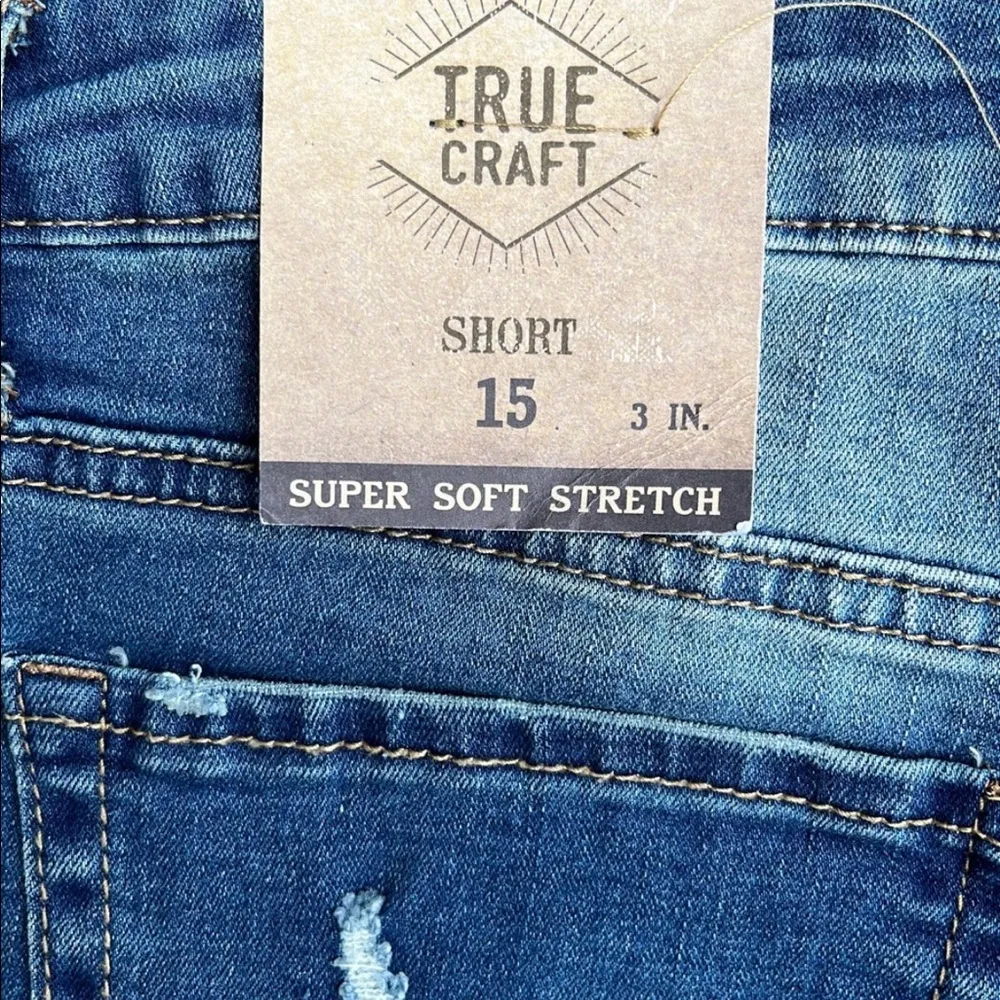 TRUE
CRAFT
SHORT
15 3 IN.
SUPER SOFT STRETCH